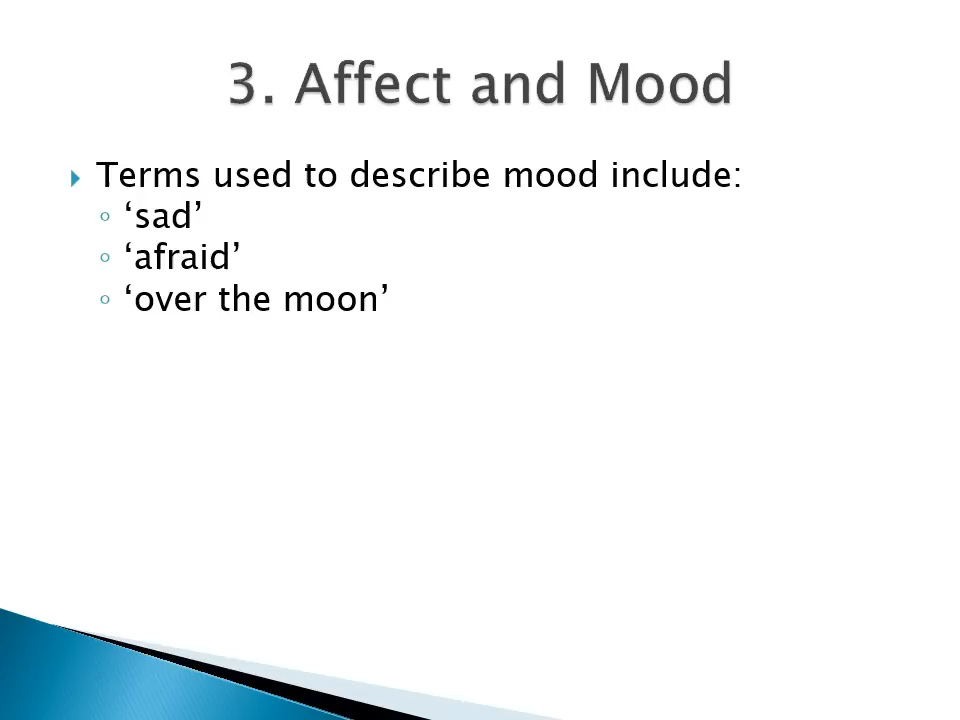 3. Affect and Mood
Terms used to describe mood include:
‘sad’
‘afraid’
‘over the moon’